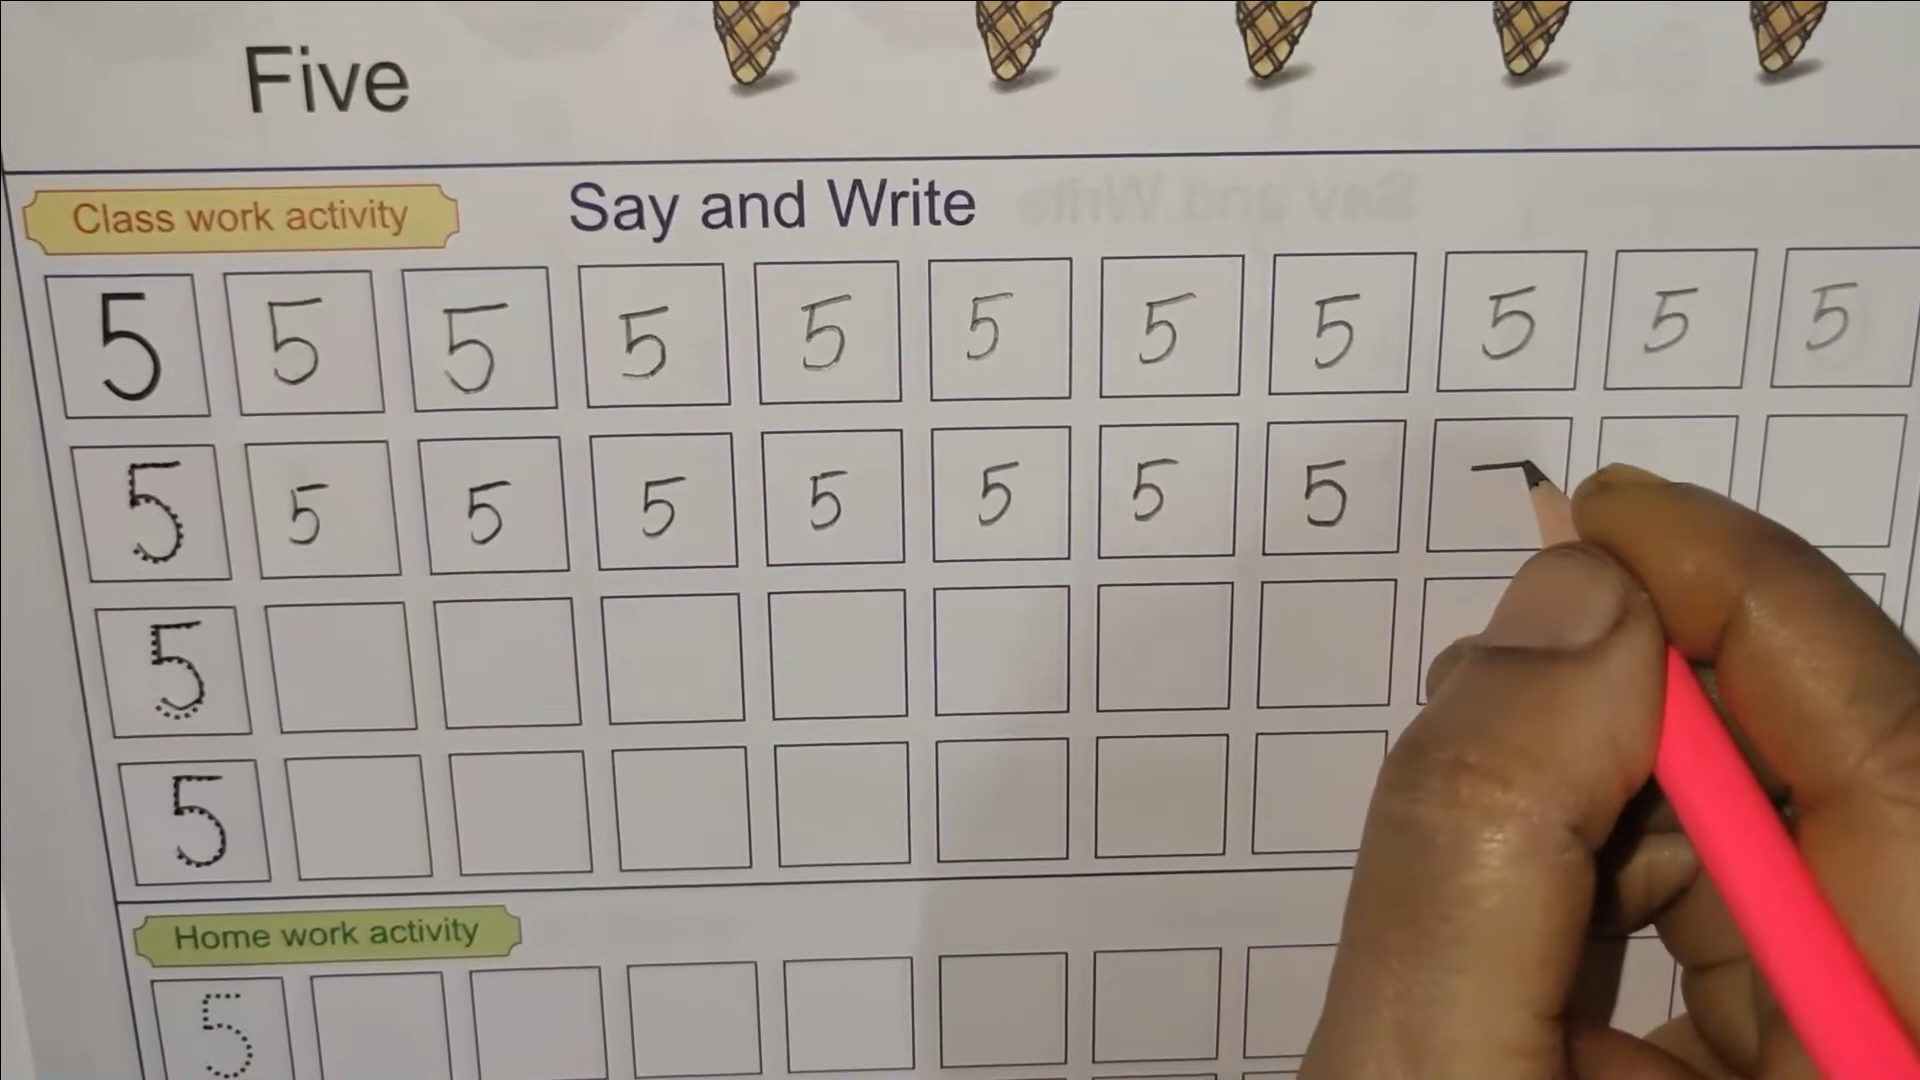 Five
Class work activity Say and Write
5 5 5 5 5 5 5 5 5 5 5
5 5 5 5 5 5 5 5
5
5
Home work activity
5